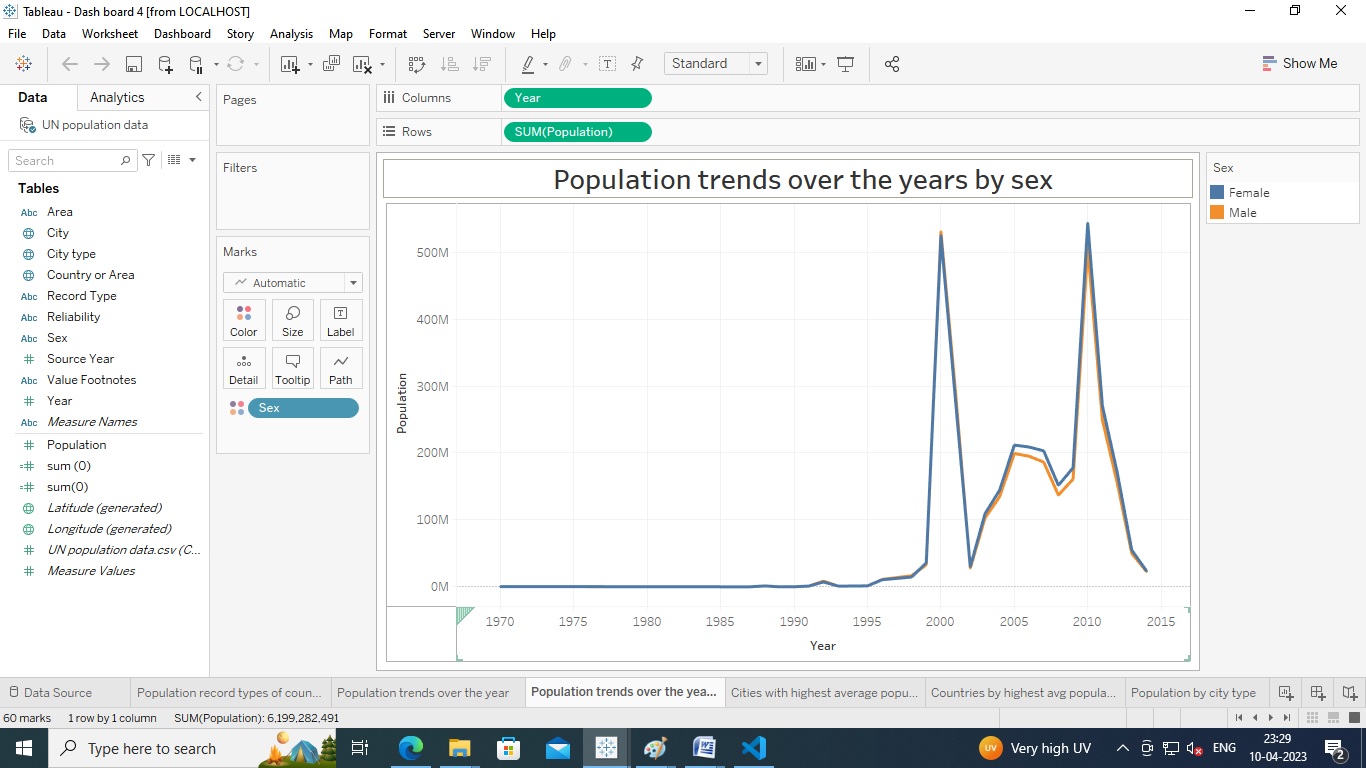 Tableau - Dash board 4 [from LOCALHOST]
File Data Worksheet Dashboard Story Analysis Map Format Server Window Help
Standard
Show Me
Data Analytics
UN population data
Search
Tables
Abc Area
City
City type
Country or Area
Abc Record Type
Abc Reliability
Abc Sex
# Source Year
Abc Value Footnotes
# Year
Abc Measure Names
# Population
=# sum (0)
=# sum(0)
Latitude (generated)
Longitude (generated)
# UN population data.csv (C...
# Measure Values
Pages
Filters
Marks
Automatic
Color Size Label
Detail Tooltip Path
Sex
Columns Year
Rows SUM(Population)
Population trends over the years by sex
Population
500M
400M
300M
200M
100M
0M
1970 1975 1980 1985 1990 1995 2000 2005 2010 2015
Year
Sex
Female
Male
Data Source Population record types of coun... Population trends over the year Population trends over the yea... Cities with highest average popu... Countries by highest avg popula... Population by city type
60 marks 1 row by 1 column SUM(Population): 6,199,282,491
Type here to search
UV Very high UV ENG 23:29
10-04-2023 2